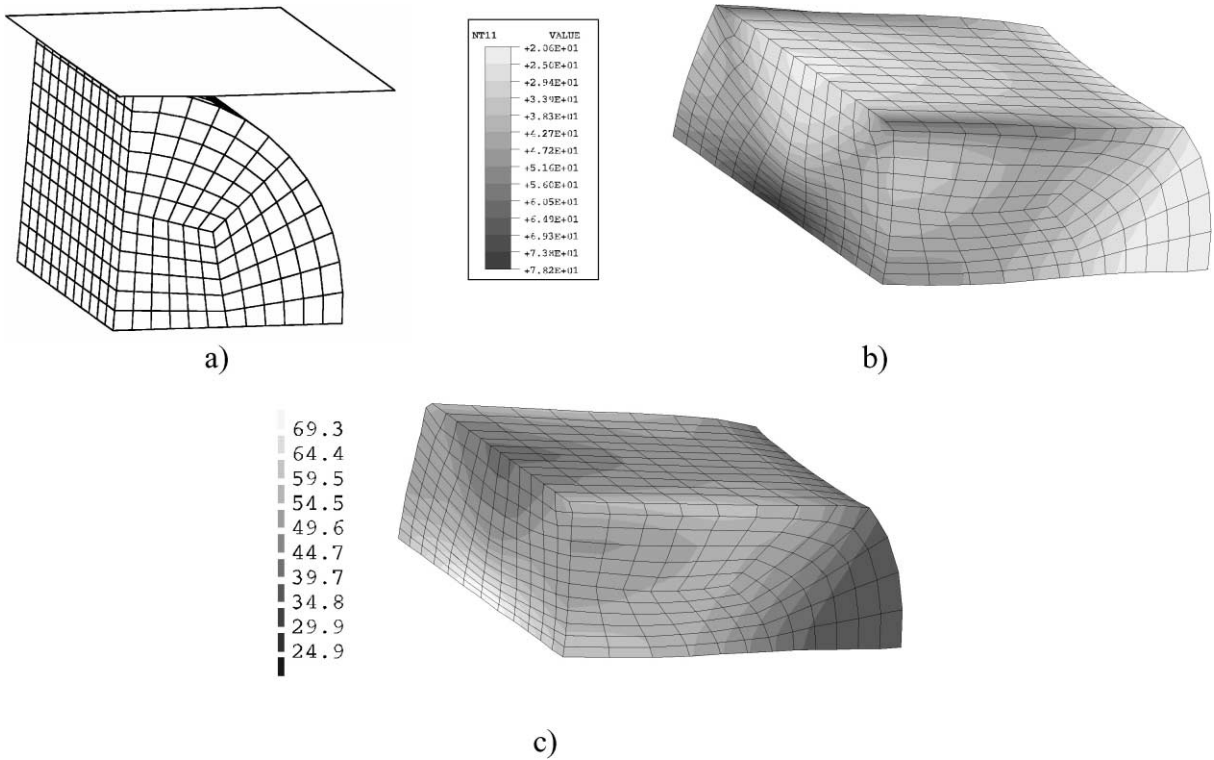 NT11 VALUE
+2.06E+01
+2.50E+01
+2.94E+01
+3.39E+01
+3.83E+01
+4.27E+01
+4.72E+01
+5.16E+01
+5.60E+01
+6.05E+01
+6.49E+01
+6.93E+01
+7.38E+01
+7.82E+01
a)
b)
69.3
64.4
59.5
54.5
49.6
44.7
39.7
34.8
29.9
24.9
c)